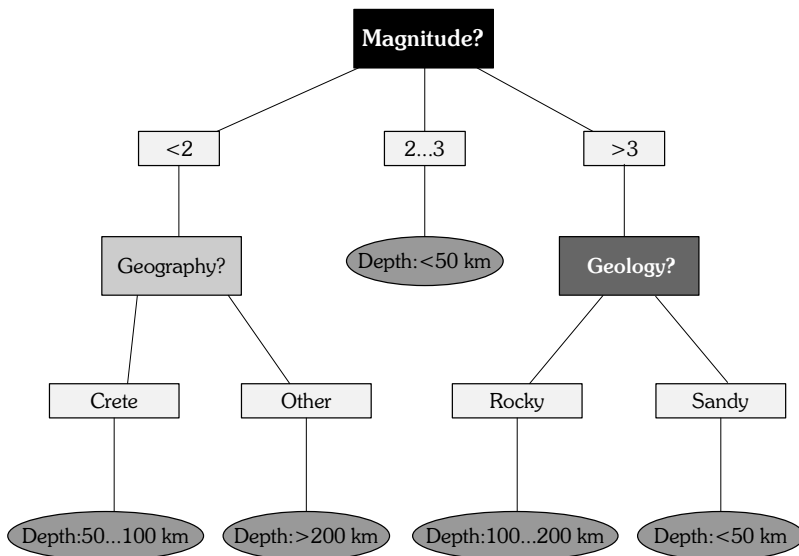 Magnitude?
<2
2...3
>3
Geography?
Depth:<50 km
Geology?
Crete
Other
Rocky
Sandy
Depth:50...100 km
Depth:>200 km
Depth:100...200 km
Depth:<50 km